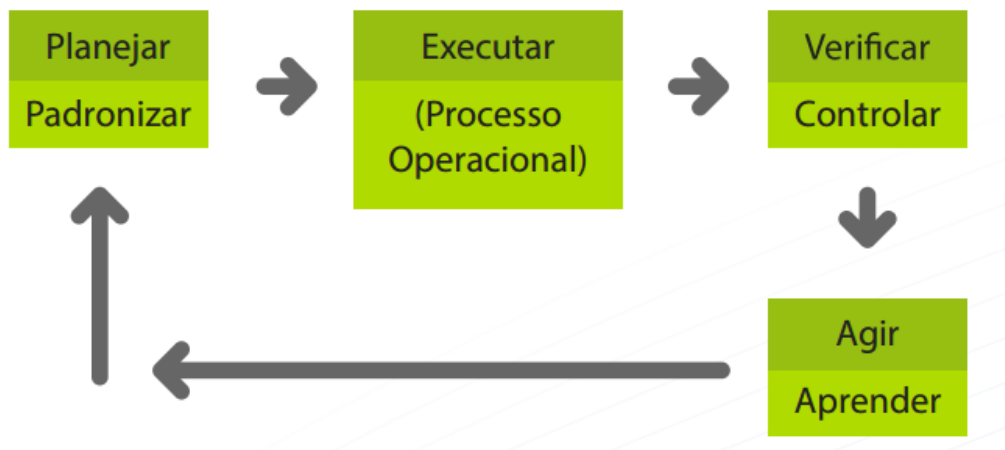 Planejar
Padronizar
Executar
(Processo
Operacional)
Verificar
Controlar
Agir
Aprender